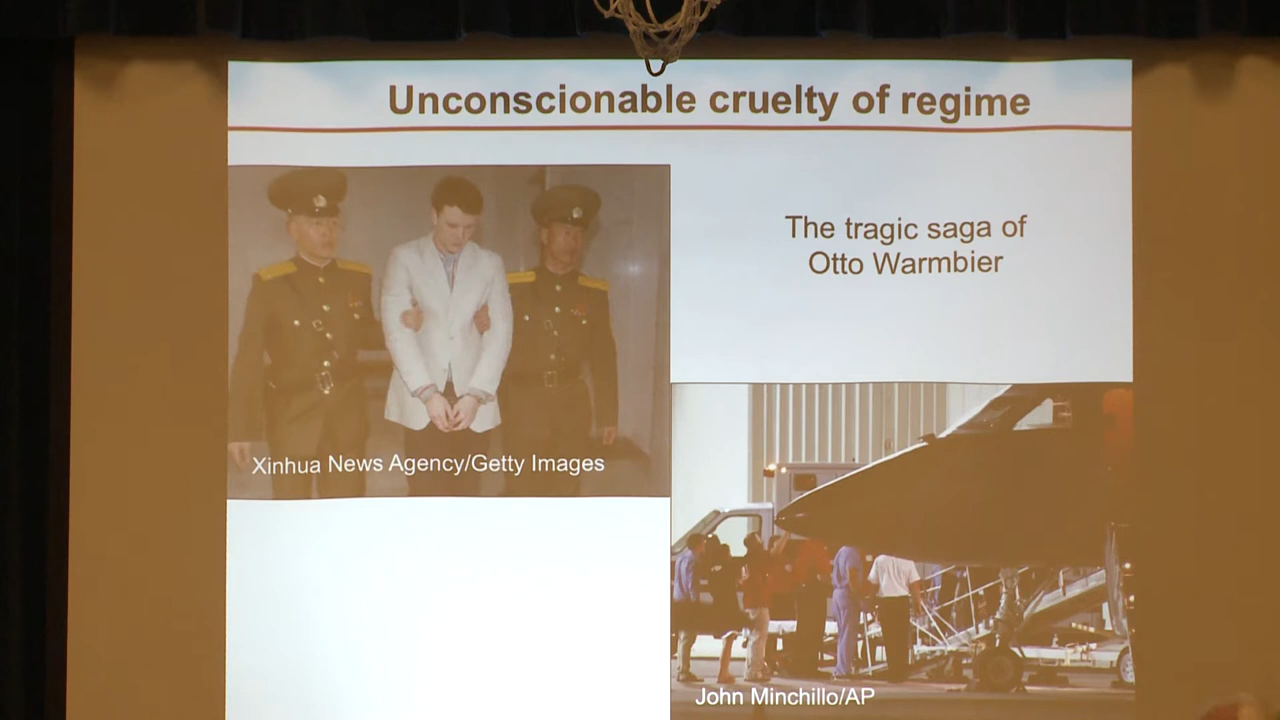 Unconscionable cruelty of regime
The tragic saga of
Otto Warmbier
Xinhua News Agency/Getty Images
John Minchillo/AP